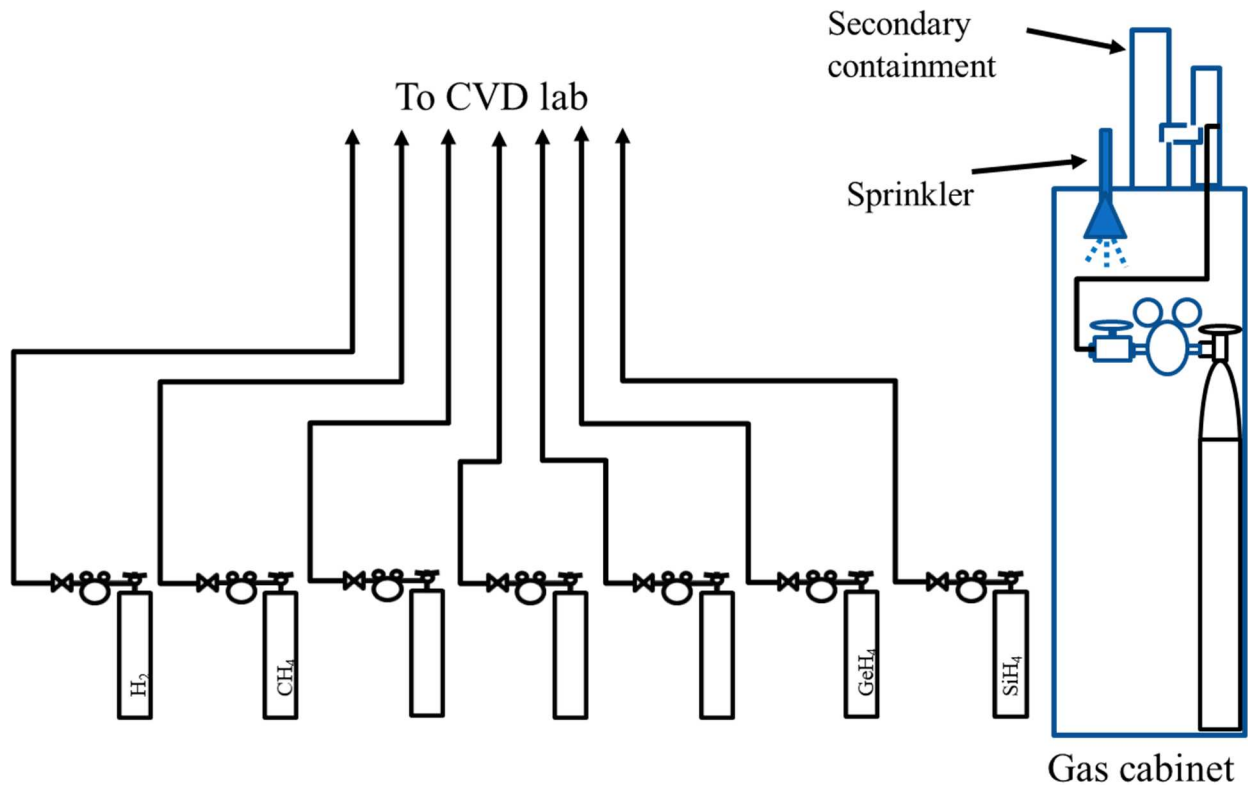 Secondary
containment
To CVD lab
Sprinkler
H₂
CH₄
GeH₄
SiH₄
Gas cabinet